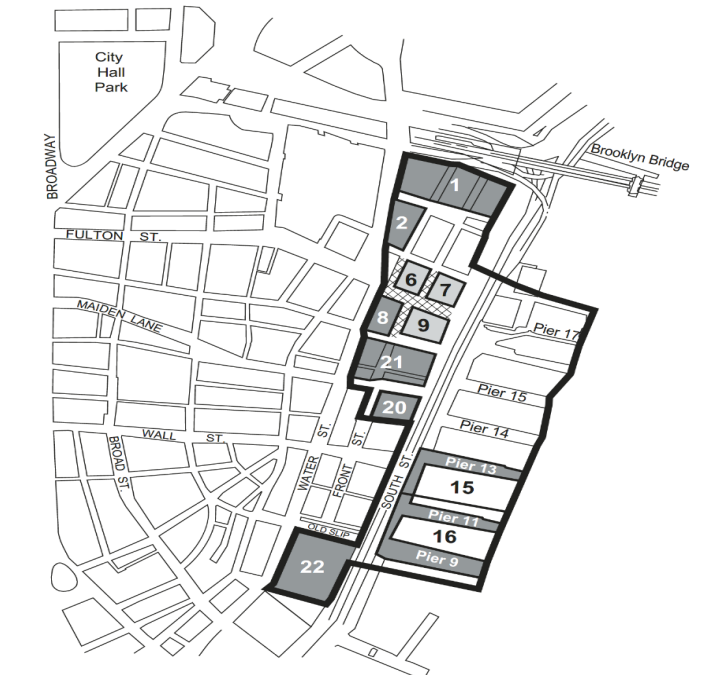 City
Hall
Park
BROADWAY
Brooklyn Bridge
1
2
FULTON ST.
6
7
MAIDEN LANE
8
9
Pier 17
21
Pier 15
20
Pier 14
WALL ST.
BROAD ST.
WATER ST.
FRONT ST.
SOUTH ST.
Pier 13
15
Pier 11
16
OLD SLIP
Pier 9
22